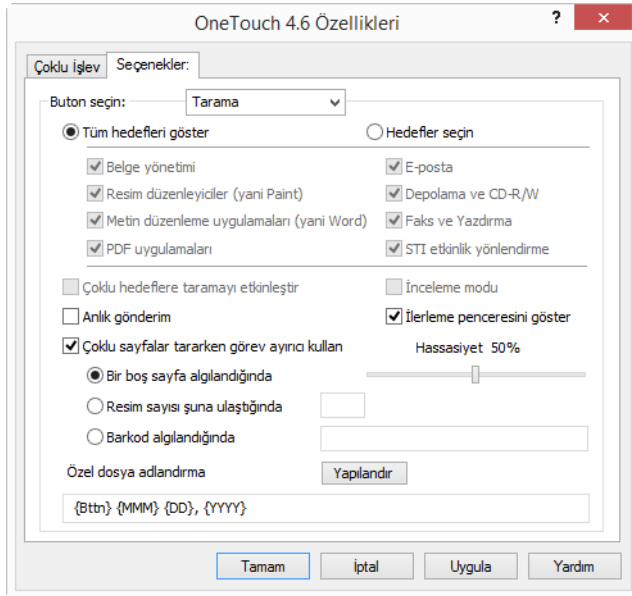 OneTouch 4.6 Özellikleri
Çoklu İşlev Seçenekler:
Buton seçin: Tarama
Tüm hedefleri göster Hedefler seçin
Belge yönetimi E-posta
Resim düzenleyiciler (yani Paint) Depolama ve CD-R/W
Metin düzenleme uygulamaları (yani Word) Faks ve Yazdırma
PDF uygulamaları STI etkinlik yönlendirme
Çoklu hedeflere taramayı etkinleştir İnceleme modu
Anlık gönderim İlerleme penceresini göster
Çoklu sayfalar tararken görev ayırıcı kullan Hassasiyet 50%
Bir boş sayfa algılandığında
Resim sayısı şuna ulaştığında
Barkod algılandığında
Özel dosya adlandırma Yapılandır
{Bttn} {MMM} {DD}, {YYYY}
Tamam İptal Uygula Yardım